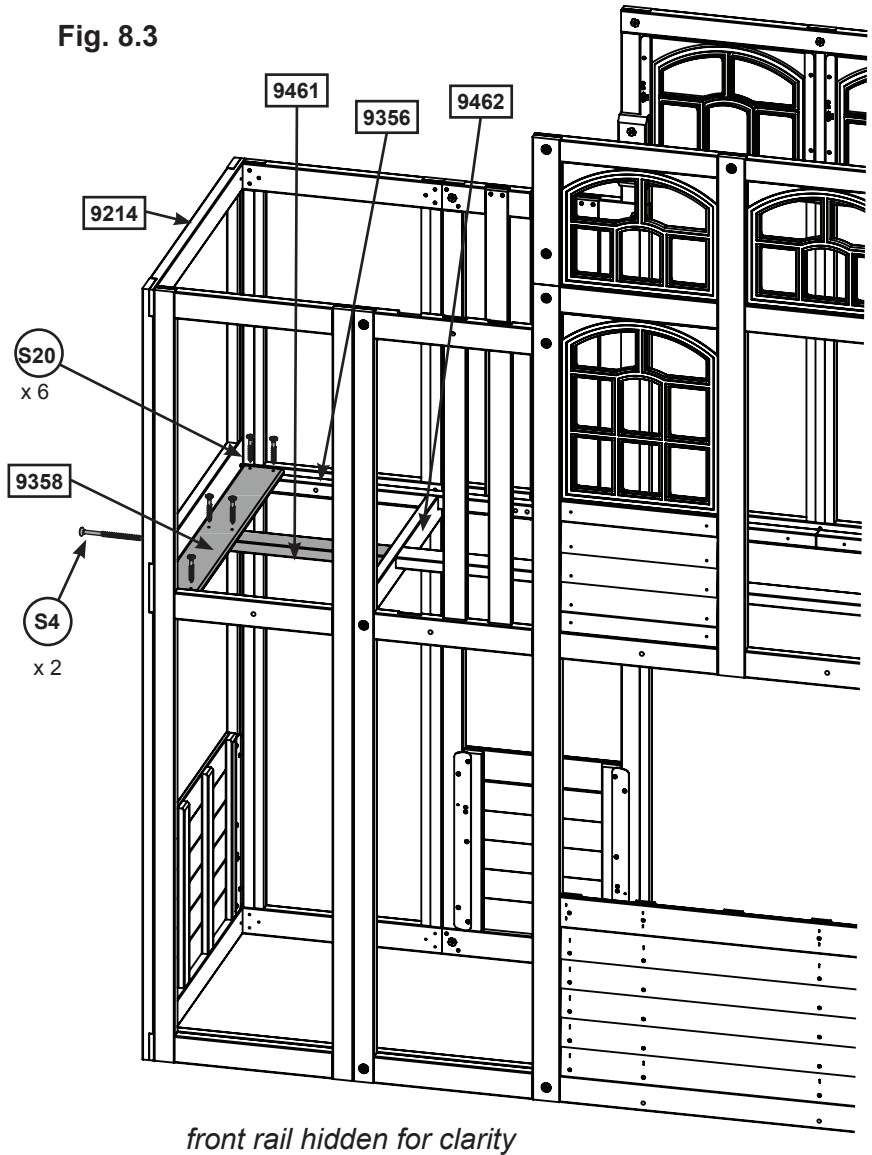 Fig. 8.3
9461
9356
9462
9214
S20
x 6
9358
S4
x 2
front rail hidden for clarity